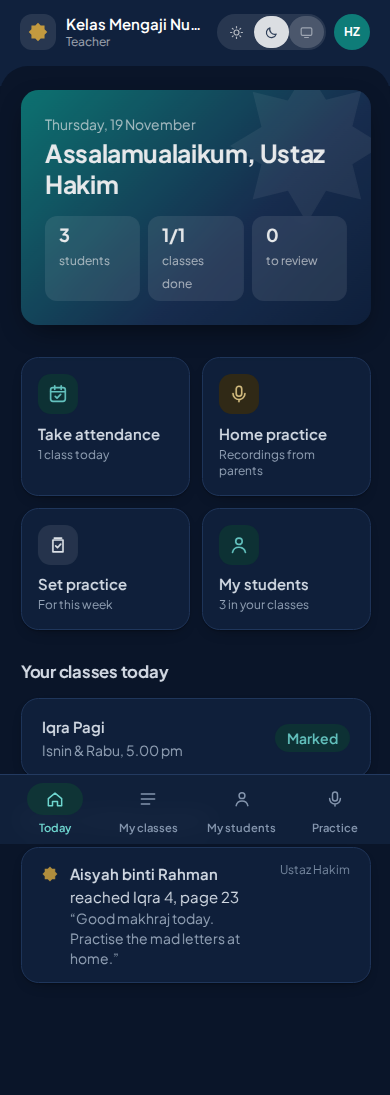 Kelas Mengaji Nu...
Teacher
HZ
Thursday, 19 November
Assalamualaikum, Ustaz
Hakim
3
students
1/1
classes
done
0
to review
Take attendance
1 class today
Home practice
Recordings from
parents
Set practice
For this week
My students
3 in your classes
Your classes today
Iqra Pagi
Isnin & Rabu, 5.00 pm
Marked
Today
My classes
My students
Practice
Aisyah binti Rahman
Ustaz Hakim
reached Iqra 4, page 23
“Good makhraj today.
Practise the mad letters at
home.”